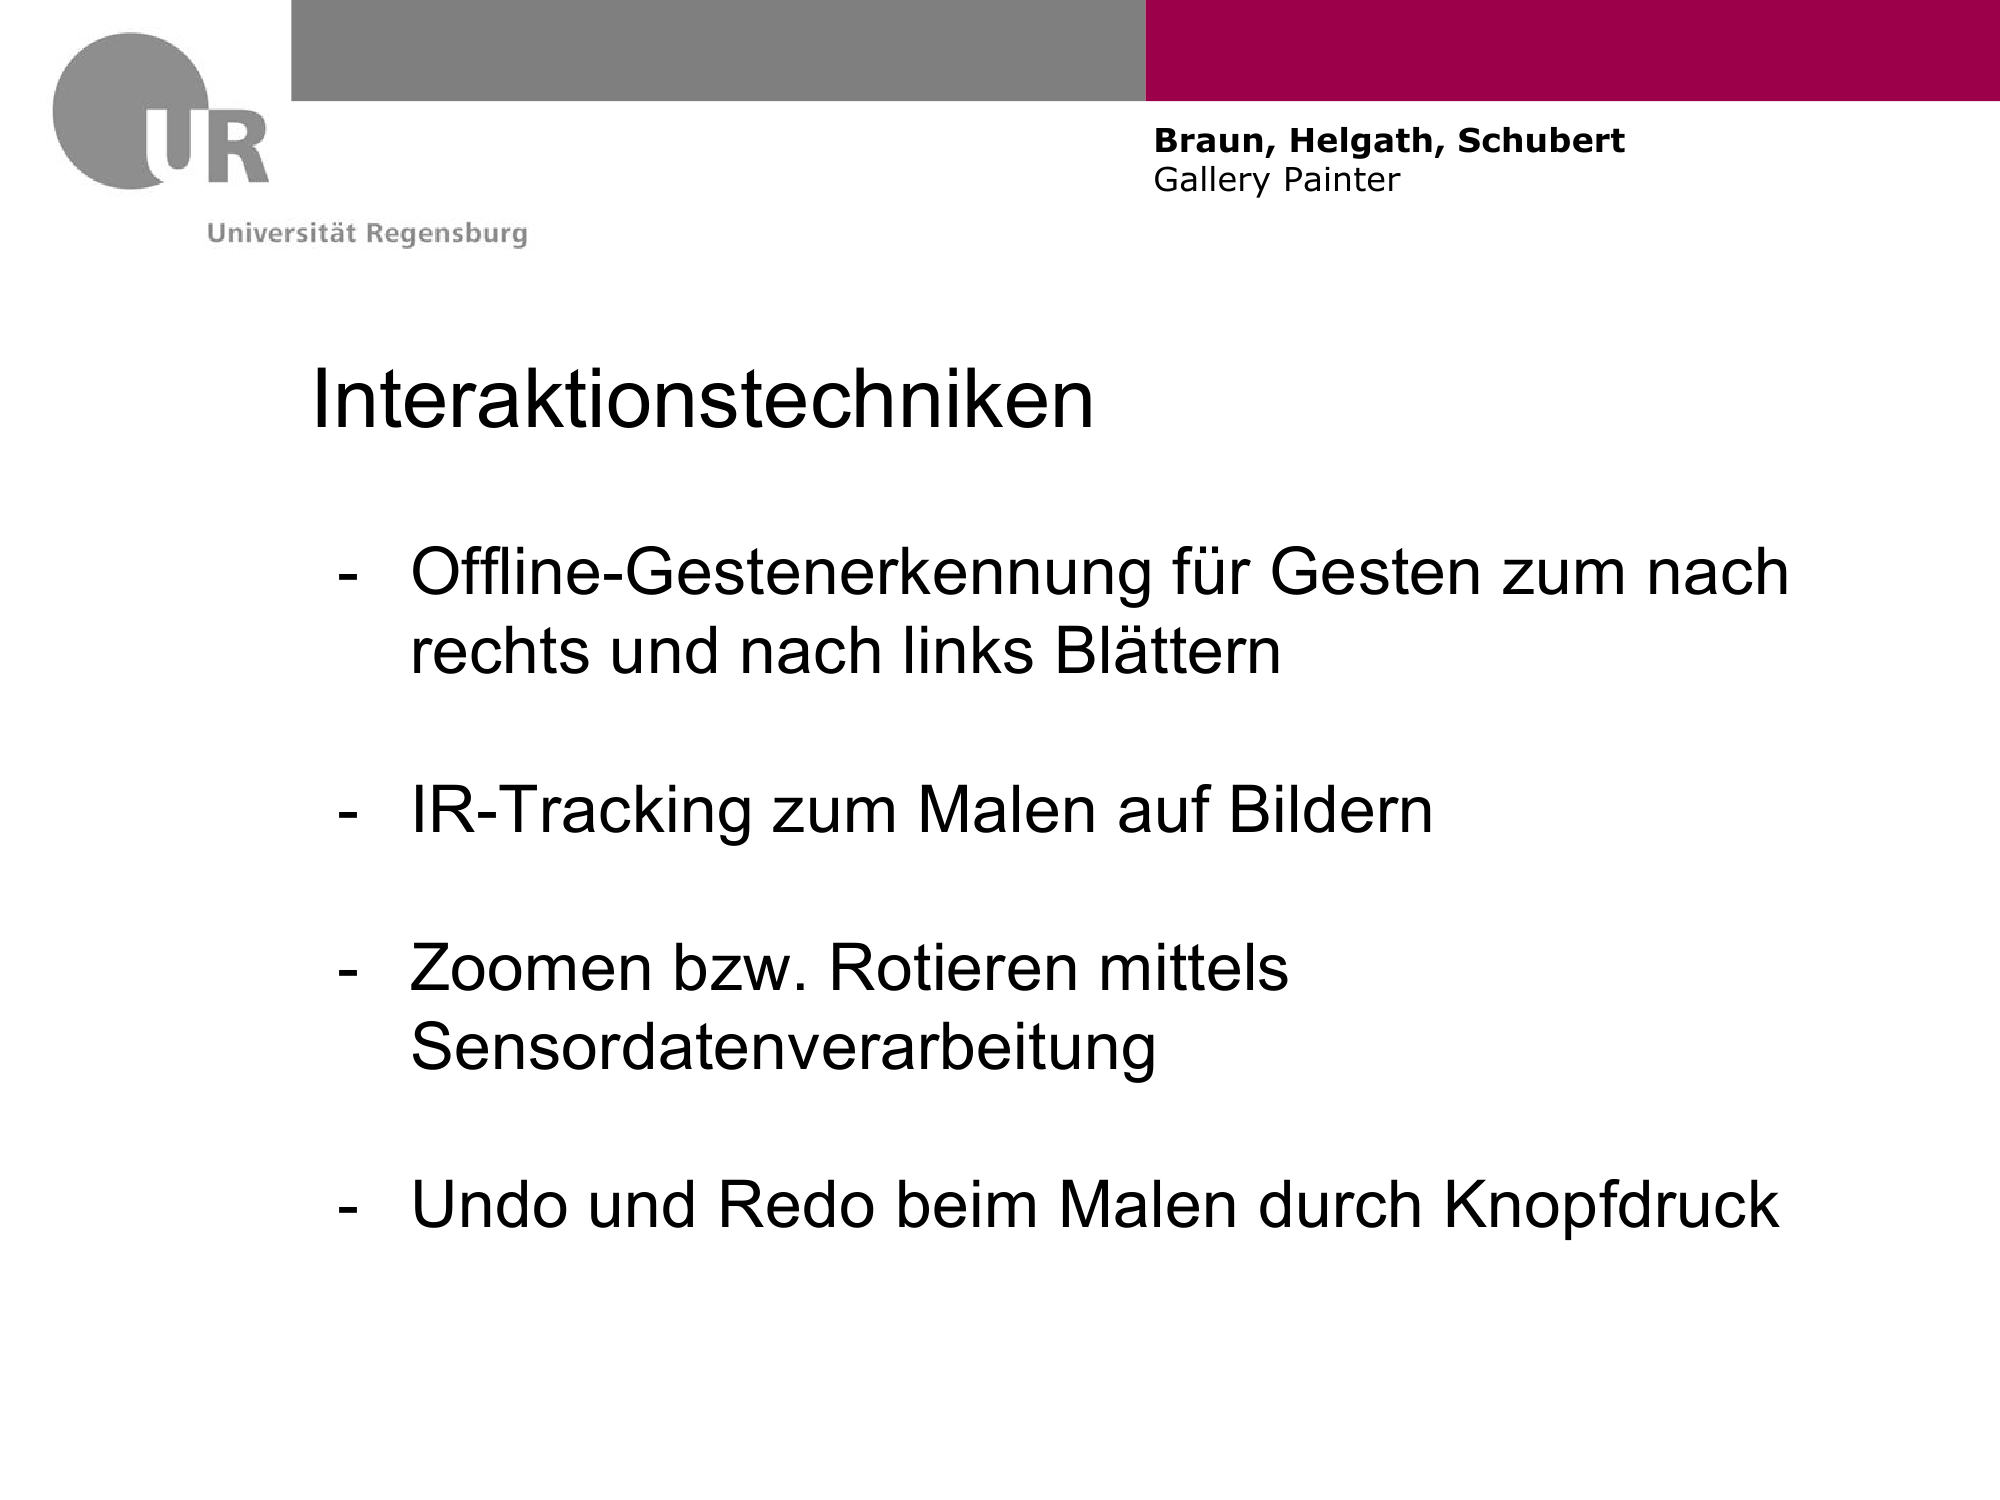 UR
Universität Regensburg
Braun, Helgath, Schubert
Gallery Painter
Interaktionstechniken
- Offline-Gestenerkennung für Gesten zum nach
rechts und nach links Blättern
- IR-Tracking zum Malen auf Bildern
- Zoomen bzw. Rotieren mittels
Sensordatenverarbeitung
- Undo und Redo beim Malen durch Knopfdruck